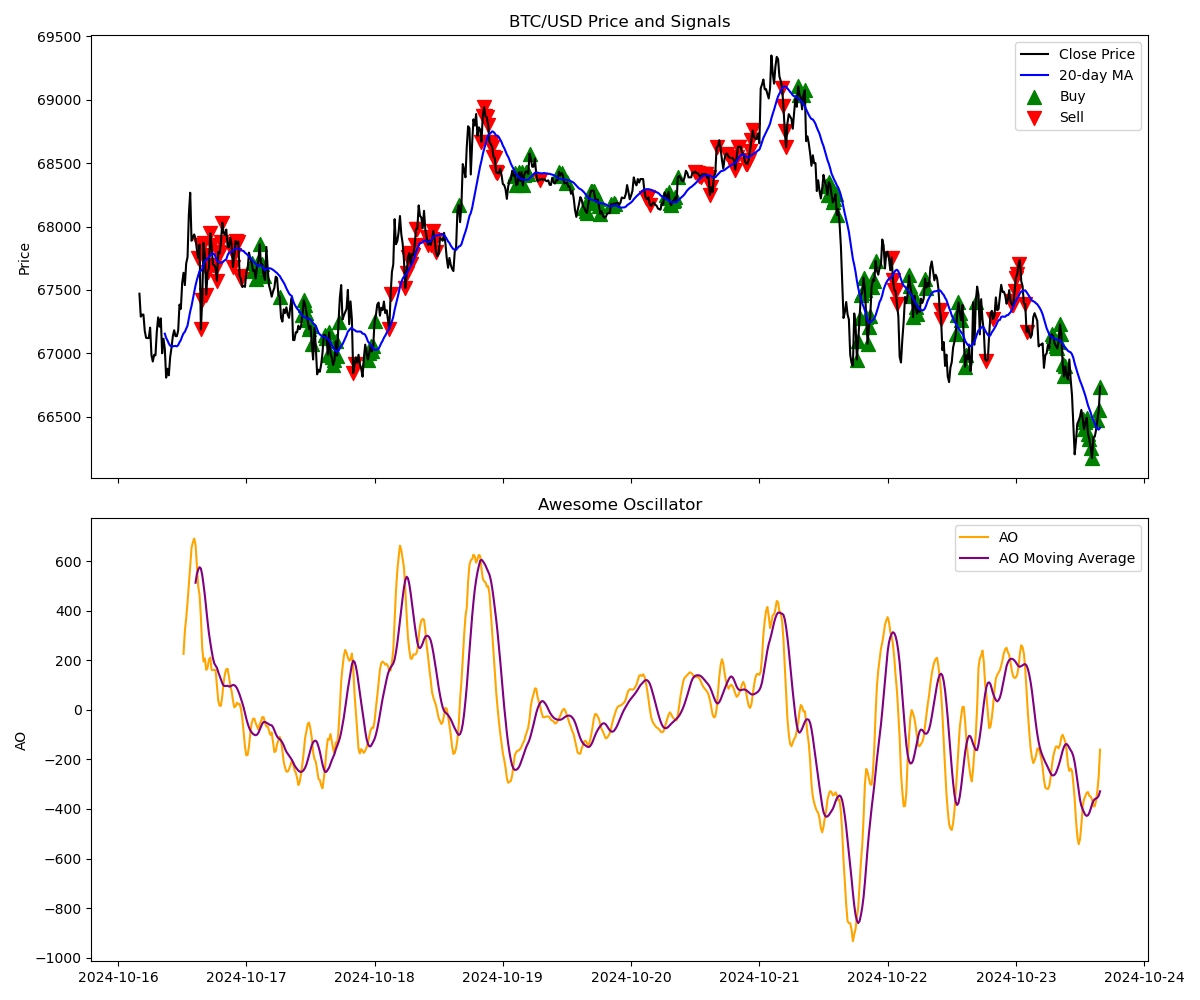 BTC/USD Price and Signals
69500
69000
68500
68000
67500
67000
66500
Price
Close Price
20-day MA
Buy
Sell
Awesome Oscillator
600
400
200
0
−200
−400
−600
−800
−1000
AO
AO
AO Moving Average
2024-10-16
2024-10-17
2024-10-18
2024-10-19
2024-10-20
2024-10-21
2024-10-22
2024-10-23
2024-10-24